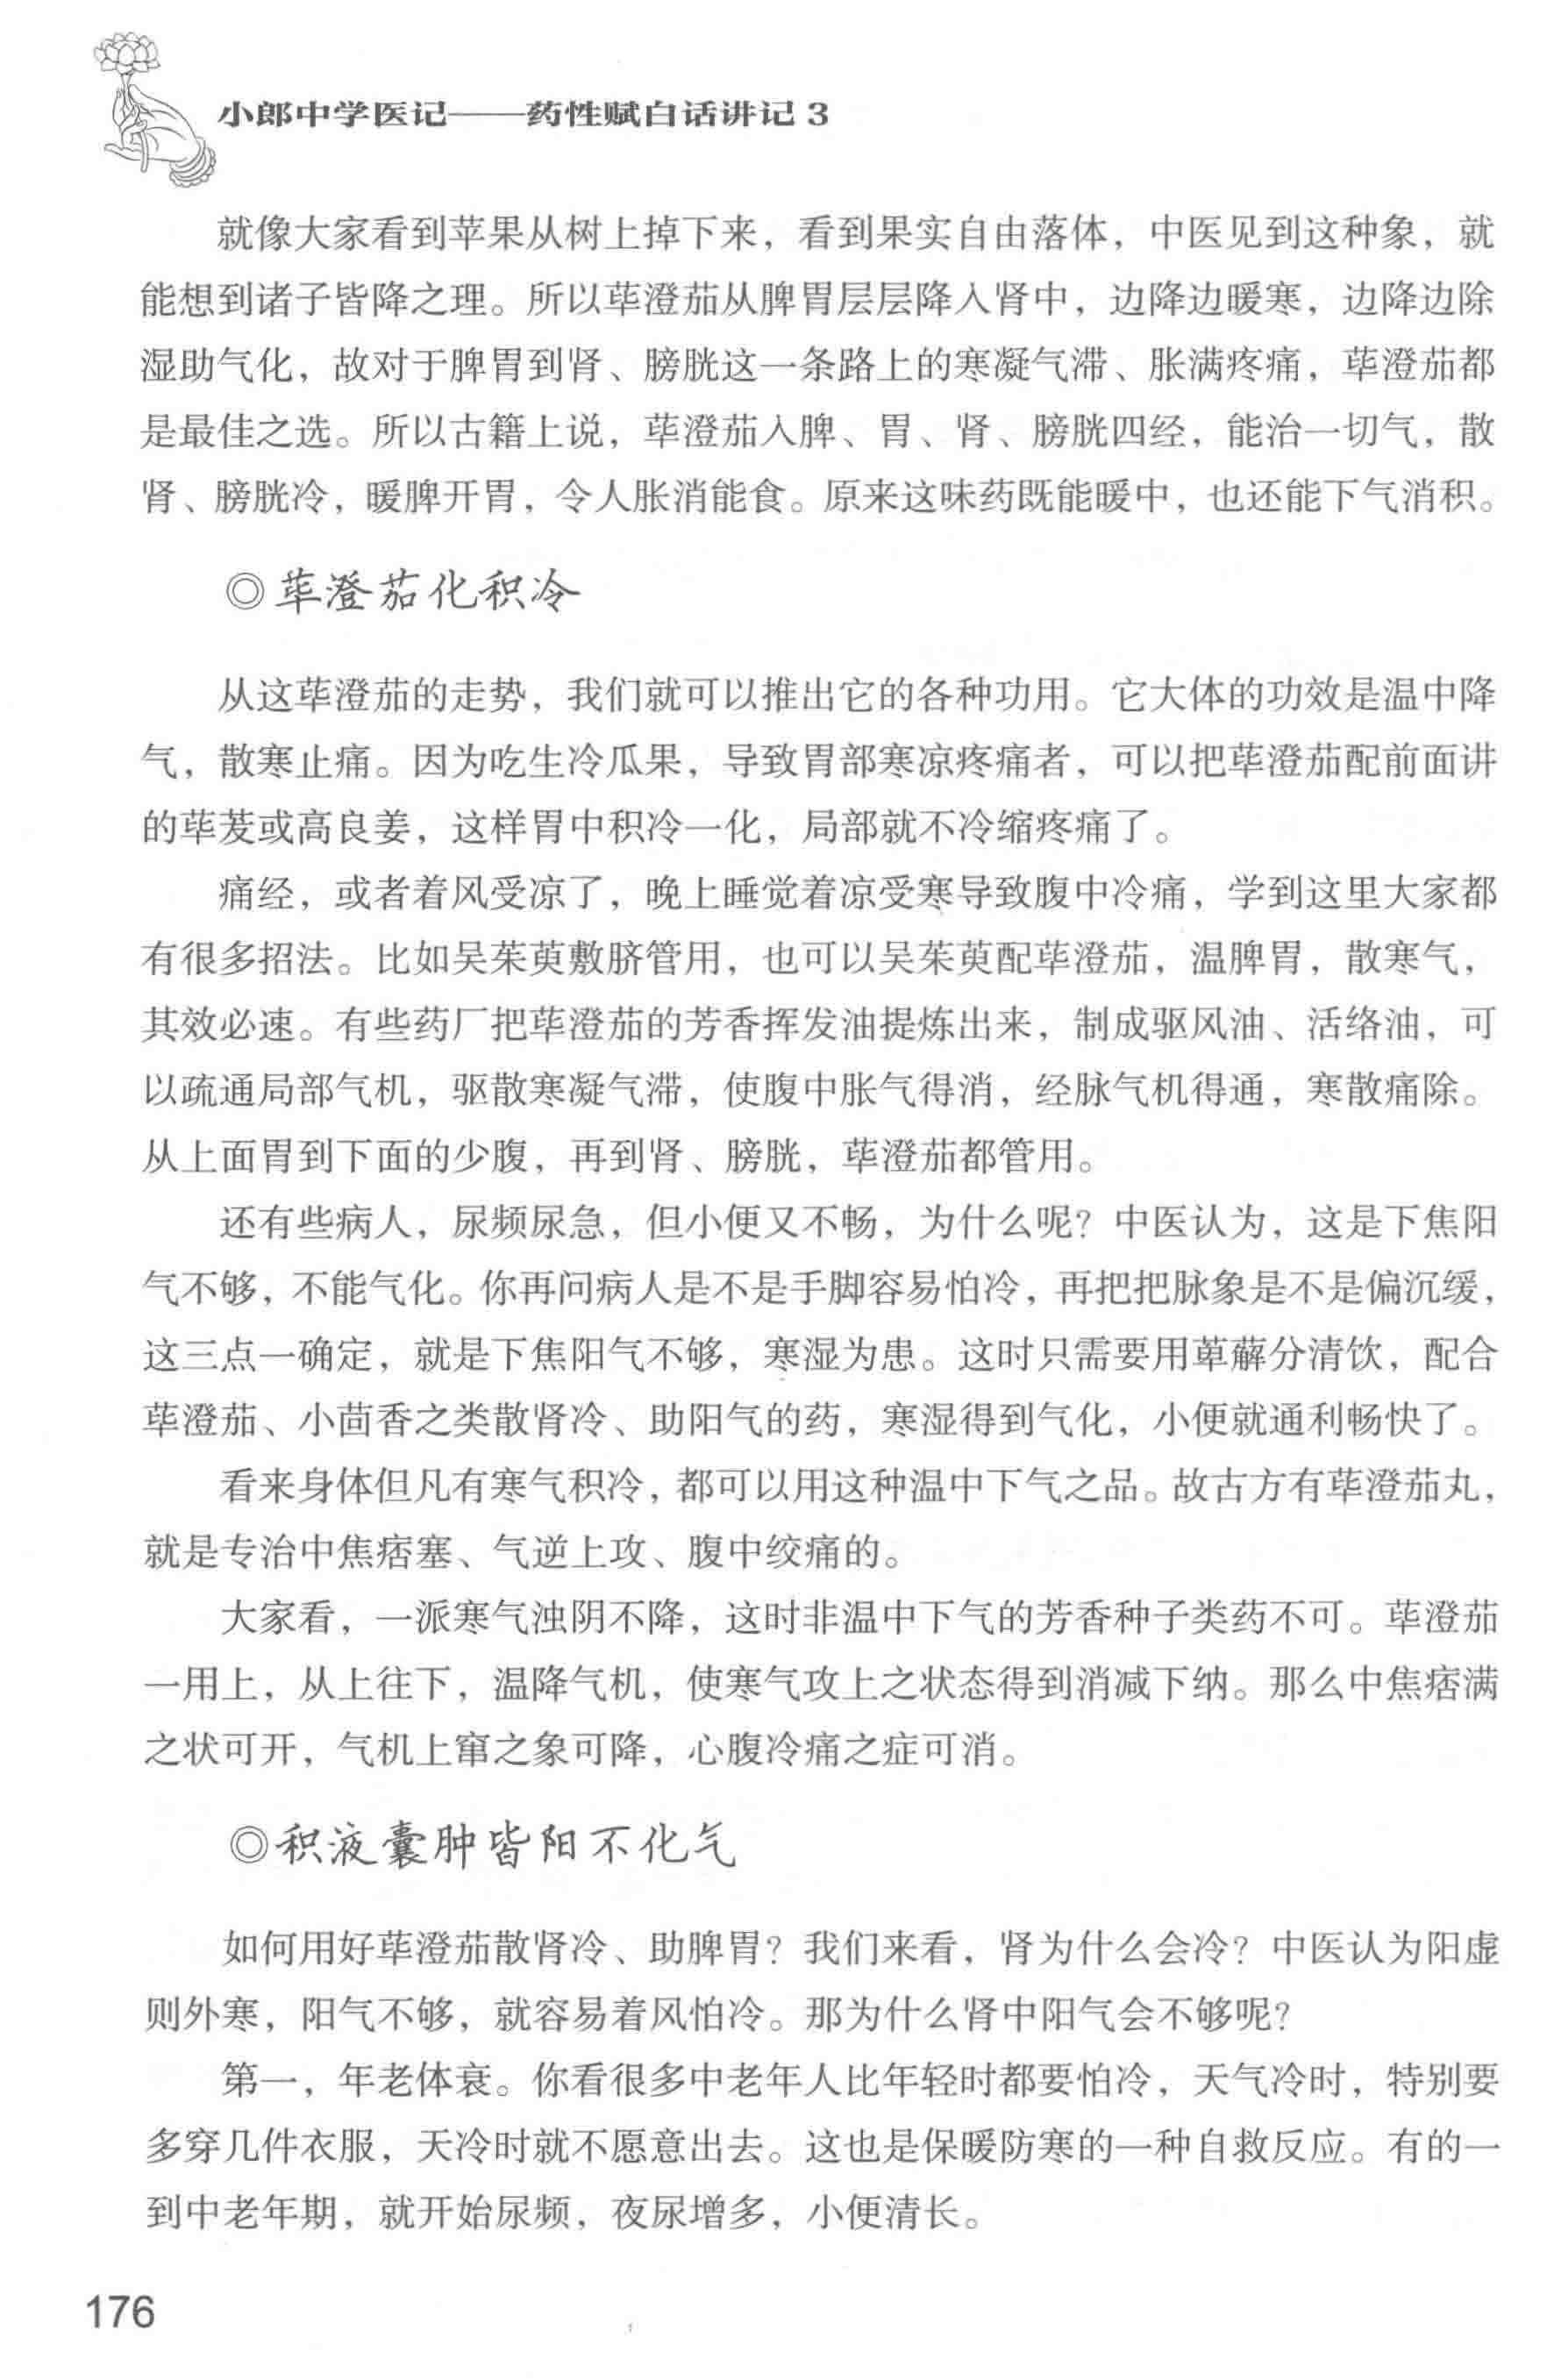 小郎中学医记——药性赋白话讲记 3
就像大家看到苹果从树上掉下来，看到果实自由落体，中医见到这种象，就
能想到诸子皆降之理。所以荜澄茄从脾胃层层降入肾中，边降边暖寒，边降边除
湿助气化，故对于脾胃到肾、膀胱这一条路上的寒凝气滞、胀满疼痛，荜澄茄都
是最佳之选。所以古籍上说，荜澄茄入脾、胃、肾、膀胱四经，能治一切气，散
肾、膀胱冷，暖脾开胃，令人胀消能食。原来这味药既能暖中，也还能下气消积。
◎荜澄茄化积冷
从这荜澄茄的走势，我们就可以推出它的各种功用。它大体的功效是温中降
气，散寒止痛。因为吃生冷瓜果，导致胃部寒凉疼痛者，可以把荜澄茄配前面讲
的荜茇或高良姜，这样胃中积冷一化，局部就不冷缩疼痛了。
痛经，或者着风受凉了，晚上睡觉着凉受寒导致腹中冷痛，学到这里大家都
有很多招法。比如吴茱萸敷脐管用，也可以吴茱萸配荜澄茄，温脾胃，散寒气，
其效必速。有些药厂把荜澄茄的芳香挥发油提炼出来，制成驱风油、活络油，可
以疏通局部气机，驱散寒凝气滞，使腹中胀气得消，经脉气机得通，寒散痛除。
从上面胃到下面的少腹，再到肾、膀胱，荜澄茄都管用。
还有些病人，尿频尿急，但小便又不畅，为什么呢？中医认为，这是下焦阳
气不够，不能气化。你再问病人是不是手脚容易怕冷，再把把脉象是不是偏沉缓，
这三点一确定，就是下焦阳气不够，寒湿为患。这时只需要用萆薢分清饮，配合
荜澄茄、小茴香之类散肾冷、助阳气的药，寒湿得到气化，小便就通利畅快了。
看来身体但凡有寒气积冷，都可以用这种温中下气之品。故古方有荜澄茄丸，
就是专治中焦痞塞、气逆上攻、腹中绞痛的。
大家看，一派寒气浊阴不降，这时非温中下气的芳香种子类药不可。荜澄茄
一用上，从上往下，温降气机，使寒气攻上之状态得到消减下纳。那么中焦痞满
之状可开，气机上窜之象可降，心腹冷痛之症可消。
◎积液囊肿皆阳不化气
如何用好荜澄茄散肾冷、助脾胃？我们来看，肾为什么会冷？中医认为阳虚
则外寒，阳气不够，就容易着风怕冷。那为什么肾中阳气会不够呢？
第一，年老体衰。你看很多中老年人比年轻时都要怕冷，天气冷时，特别要
多穿几件衣服，天冷时就不愿意出去。这也是保暖防寒的一种自救反应。有的一
到中老年期，就开始尿频，夜尿增多，小便清长。
176